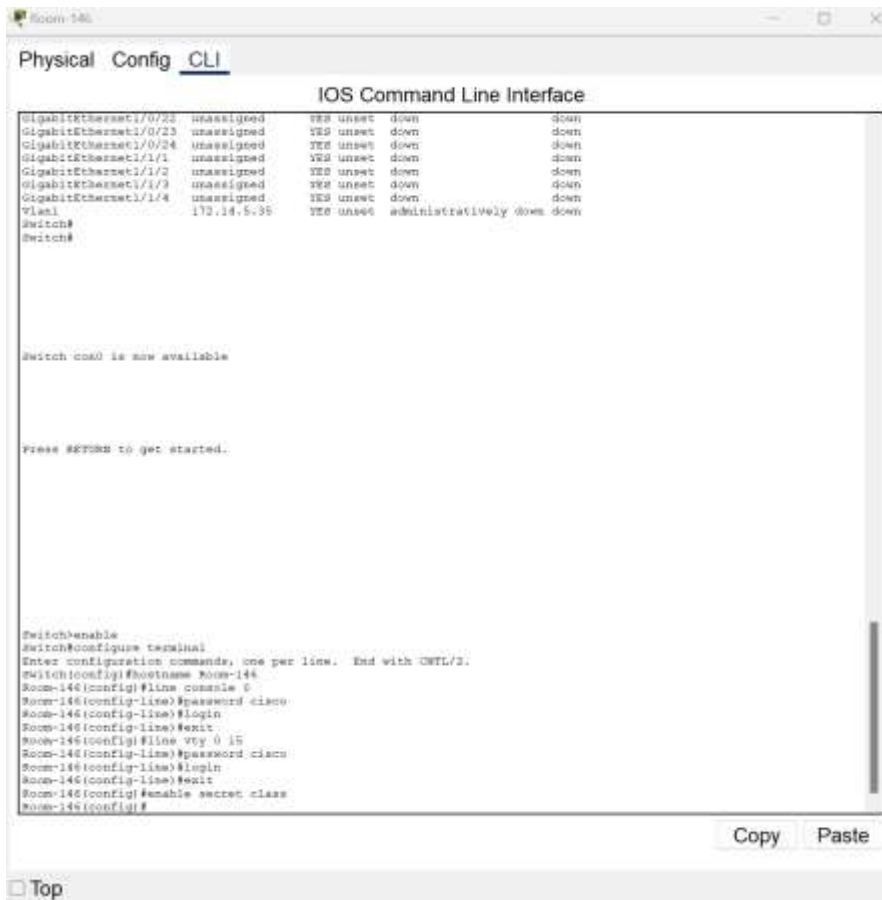 Room-146
Physical Config CLI
IOS Command Line Interface
GigabitEthernet1/0/22 unassigned YES unset down down
GigabitEthernet1/0/23 unassigned YES unset down down
GigabitEthernet1/0/24 unassigned YES unset down down
GigabitEthernet1/1/1 unassigned YES unset down down
GigabitEthernet1/1/2 unassigned YES unset down down
GigabitEthernet1/1/3 unassigned YES unset down down
GigabitEthernet1/1/4 unassigned YES unset down down
Vlan1 YES unset administratively down down
Switch#
Switch#
Switch con0 is now available
Press RETURN to get started.
Switch>enable
Switch#configure terminal
Enter configuration commands, one per line. End with CNTL/Z.
Switch(config)#hostname Room-146
Room-146(config)#line console 0
Room-146(config-line)#password cisco
Room-146(config-line)#login
Room-146(config-line)#exit
Room-146(config)#line vty 0 15
Room-146(config-line)#password cisco
Room-146(config-line)#login
Room-146(config-line)#exit
Room-146(config)#enable secret class
Room-146(config)#
Copy Paste
Top